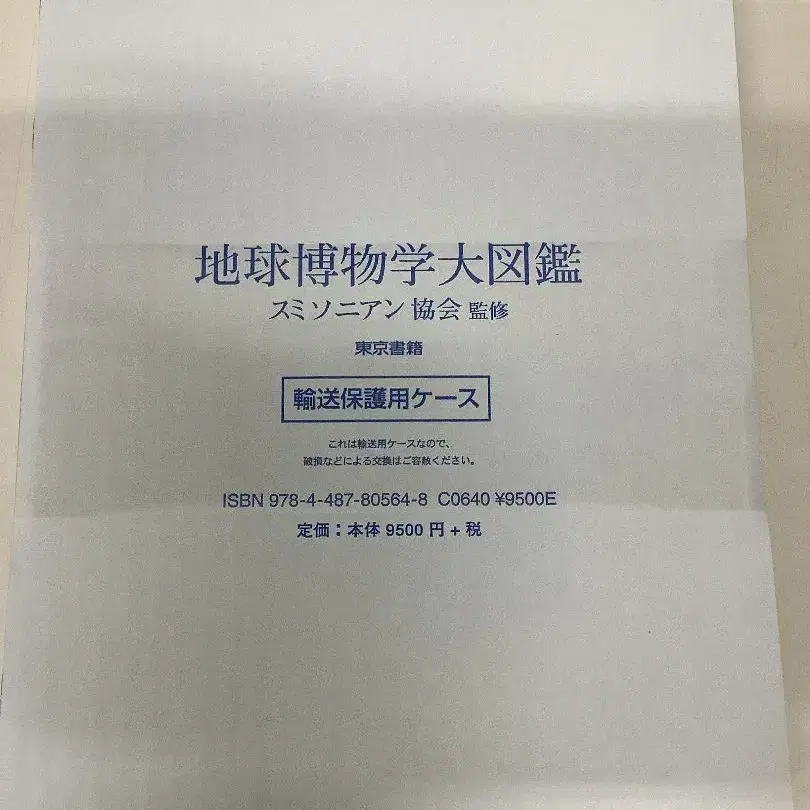 地球博物学大図鑑
スミソニアン 協会 監修
東京書籍
輸送保護用ケース
これは輸送用ケースなので、
破損などによる交換はご容赦ください。
ISBN 978-4-487-80564-8 C0640 ¥9500E
定価：本体 9500 円 + 税